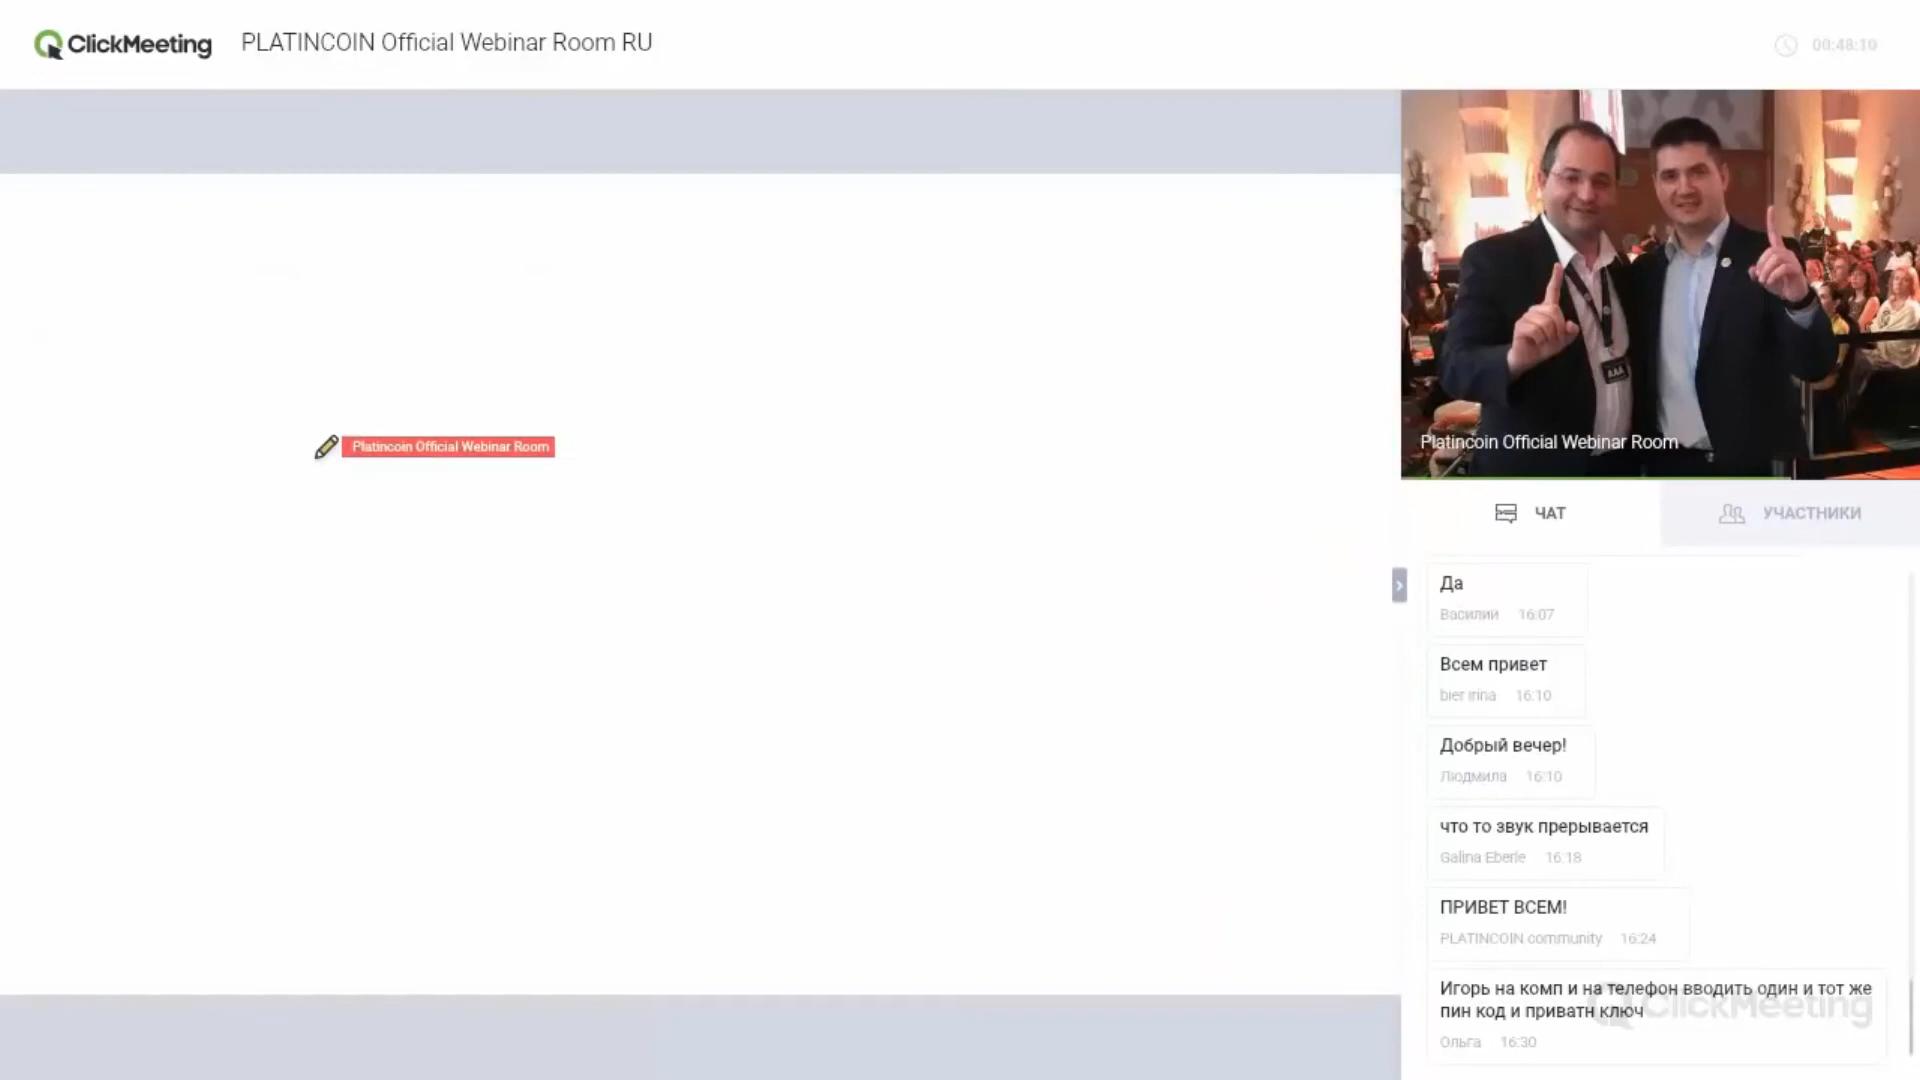 ClickMeeting PLATINCOIN Official Webinar Room RU
00:48:10
Platincoin Official Webinar Room
AAA
Platincoin Official Webinar Room
ЧАТ
УЧАСТНИКИ
Да
Василий 16:07
Всем привет
bier irina 16:10
Добрый вечер!
Людмила 16:10
что то звук прерывается
Galina Eberle 16:18
ПРИВЕТ ВСЕМ!
PLATINCOIN community 16:24
Игорь на комп и на телефон вводить один и тот же
пин код и приватн ключ
ClickMeeting
Ольга 16:30